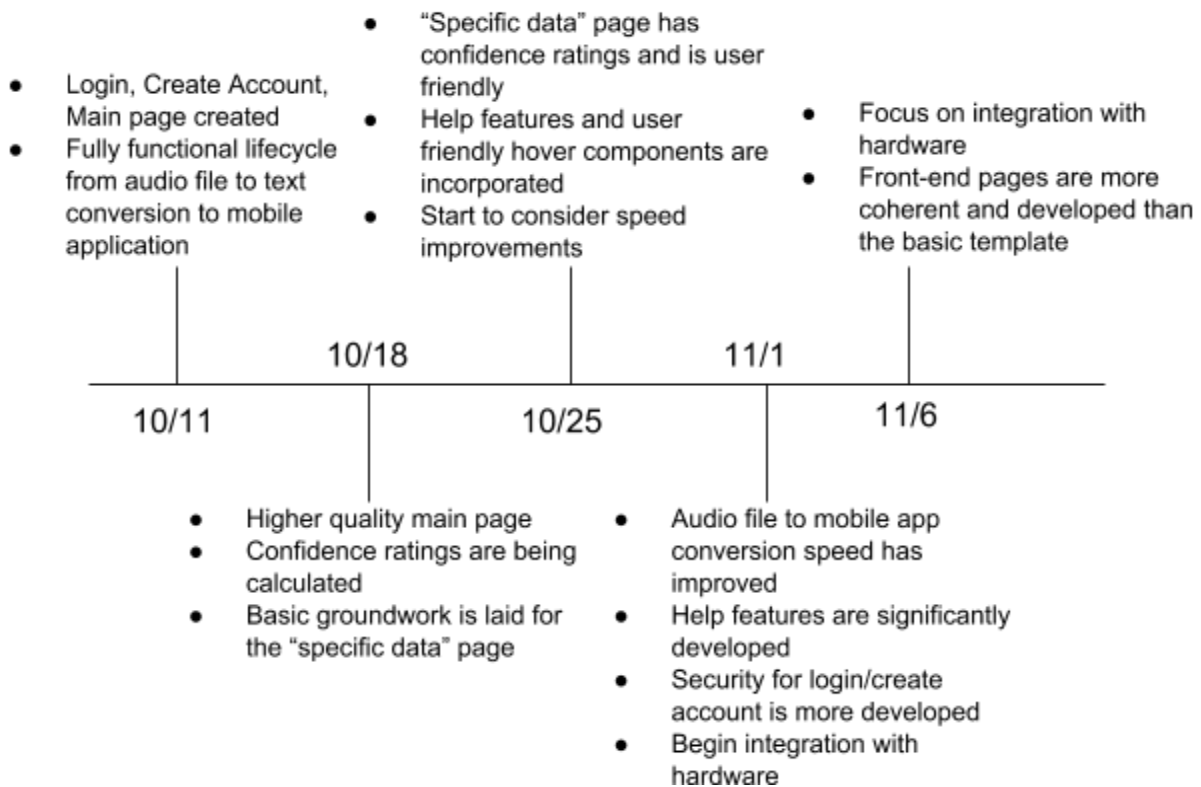 ● Login, Create Account,
Main page created
● Fully functional lifecycle
from audio file to text
conversion to mobile
application
● “Specific data” page has
confidence ratings and is user
friendly
● Help features and user
friendly hover components are
incorporated
● Start to consider speed
improvements
● Focus on integration with
hardware
● Front-end pages are more
coherent and developed than
the basic template
10/11
10/18
10/25
11/1
11/6
● Higher quality main page
● Confidence ratings are being
calculated
● Basic groundwork is laid for
the “specific data” page
● Audio file to mobile app
conversion speed has
improved
● Help features are significantly
developed
● Security for login/create
account is more developed
● Begin integration with
hardware